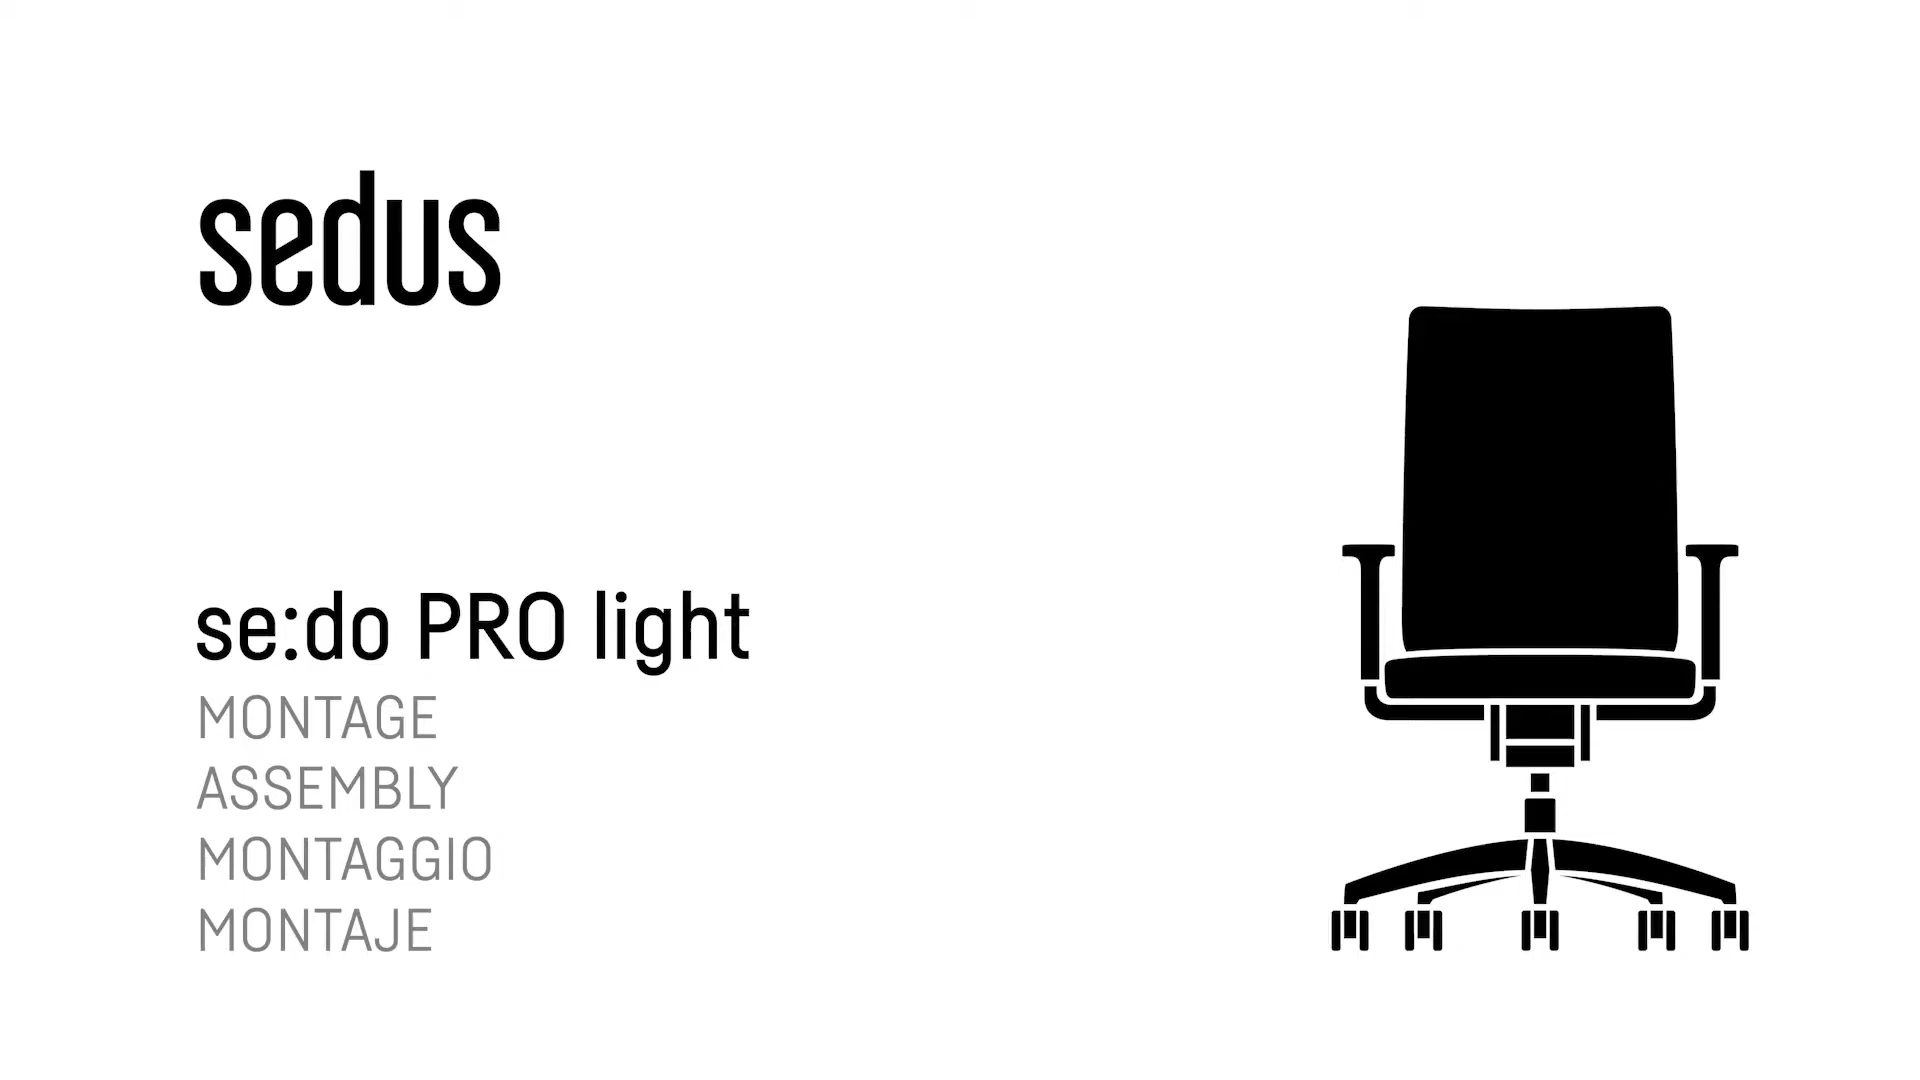 sedus
se:do PRO light
MONTAGE
ASSEMBLY
MONTAGGIO
MONTAJE